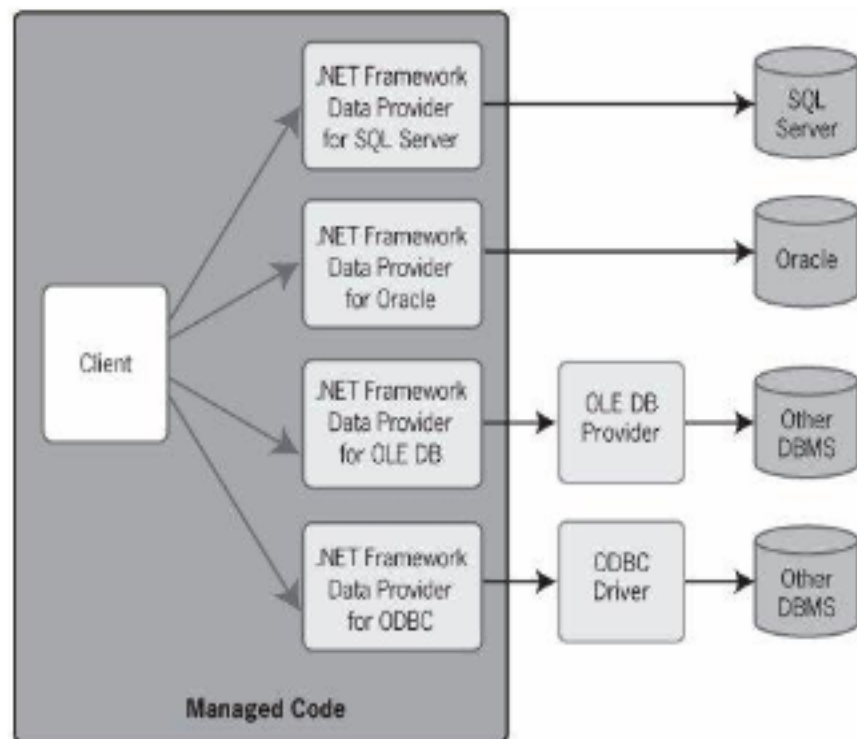 .NET Framework
Data Provider
for SQL Server
SQL
Server
.NET Framework
Data Provider
for Oracle
Oracle
Client
.NET Framework
Data Provider
for OLE DB
OLE DB
Provider
Other
DBMS
.NET Framework
Data Provider
for ODBC
ODBC
Driver
Other
DBMS
Managed Code